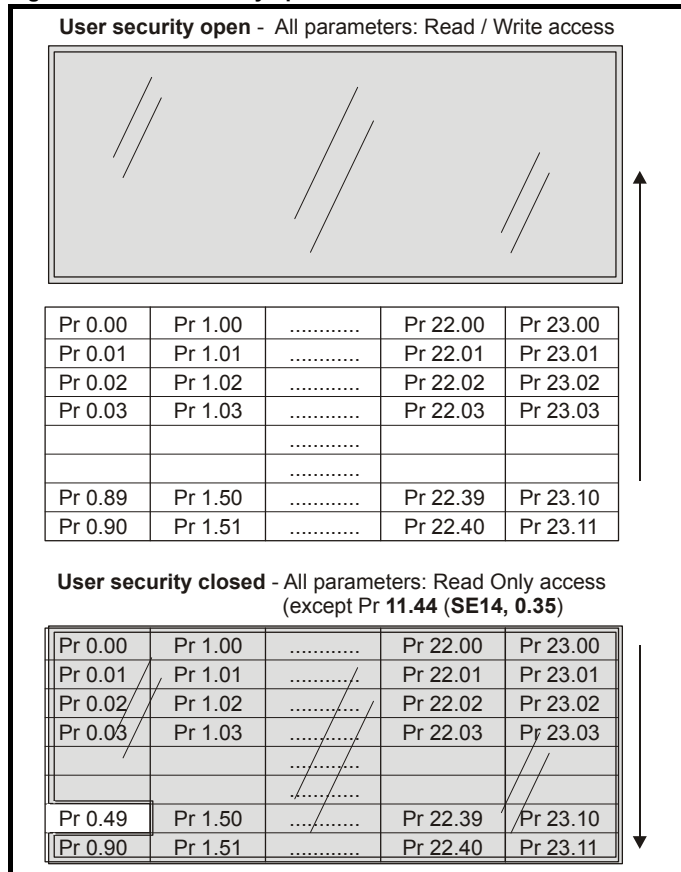 User security open - All parameters: Read / Write access
Pr 0.00 Pr 1.00 ............ Pr 22.00 Pr 23.00
Pr 0.01 Pr 1.01 ............ Pr 22.01 Pr 23.01
Pr 0.02 Pr 1.02 ............ Pr 22.02 Pr 23.02
Pr 0.03 Pr 1.03 ............ Pr 22.03 Pr 23.03
............
............
Pr 0.89 Pr 1.50 ............ Pr 22.39 Pr 23.10
Pr 0.90 Pr 1.51 ............ Pr 22.40 Pr 23.11
User security closed - All parameters: Read Only access
(except Pr 11.44 (SE14, 0.35)
Pr 0.00 Pr 1.00 ............ Pr 22.00 Pr 23.00
Pr 0.01 Pr 1.01 ............ Pr 22.01 Pr 23.01
Pr 0.02 Pr 1.02 ............ Pr 22.02 Pr 23.02
Pr 0.03 Pr 1.03 ............ Pr 22.03 Pr 23.03
............
............
Pr 0.49 Pr 1.50 ............ Pr 22.39 Pr 23.10
Pr 0.90 Pr 1.51 ............ Pr 22.40 Pr 23.11